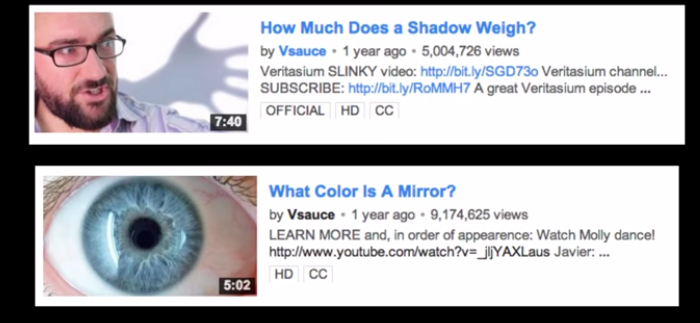 How Much Does a Shadow Weigh?
by Vsauce • 1 year ago • 5,004,726 views
Veritasium SLINKY video: http://bit.ly/SGD73o Veritasium channel...
SUBSCRIBE: http://bit.ly/RoMMH7 A great Veritasium episode ...
OFFICIAL HD CC
7:40
What Color Is A Mirror?
by Vsauce • 1 year ago • 9,174,625 views
LEARN MORE and, in order of appearence: Watch Molly dance!
http://www.youtube.com/watch?v=_jljYAXLaus Javier: ...
HD CC
5:02